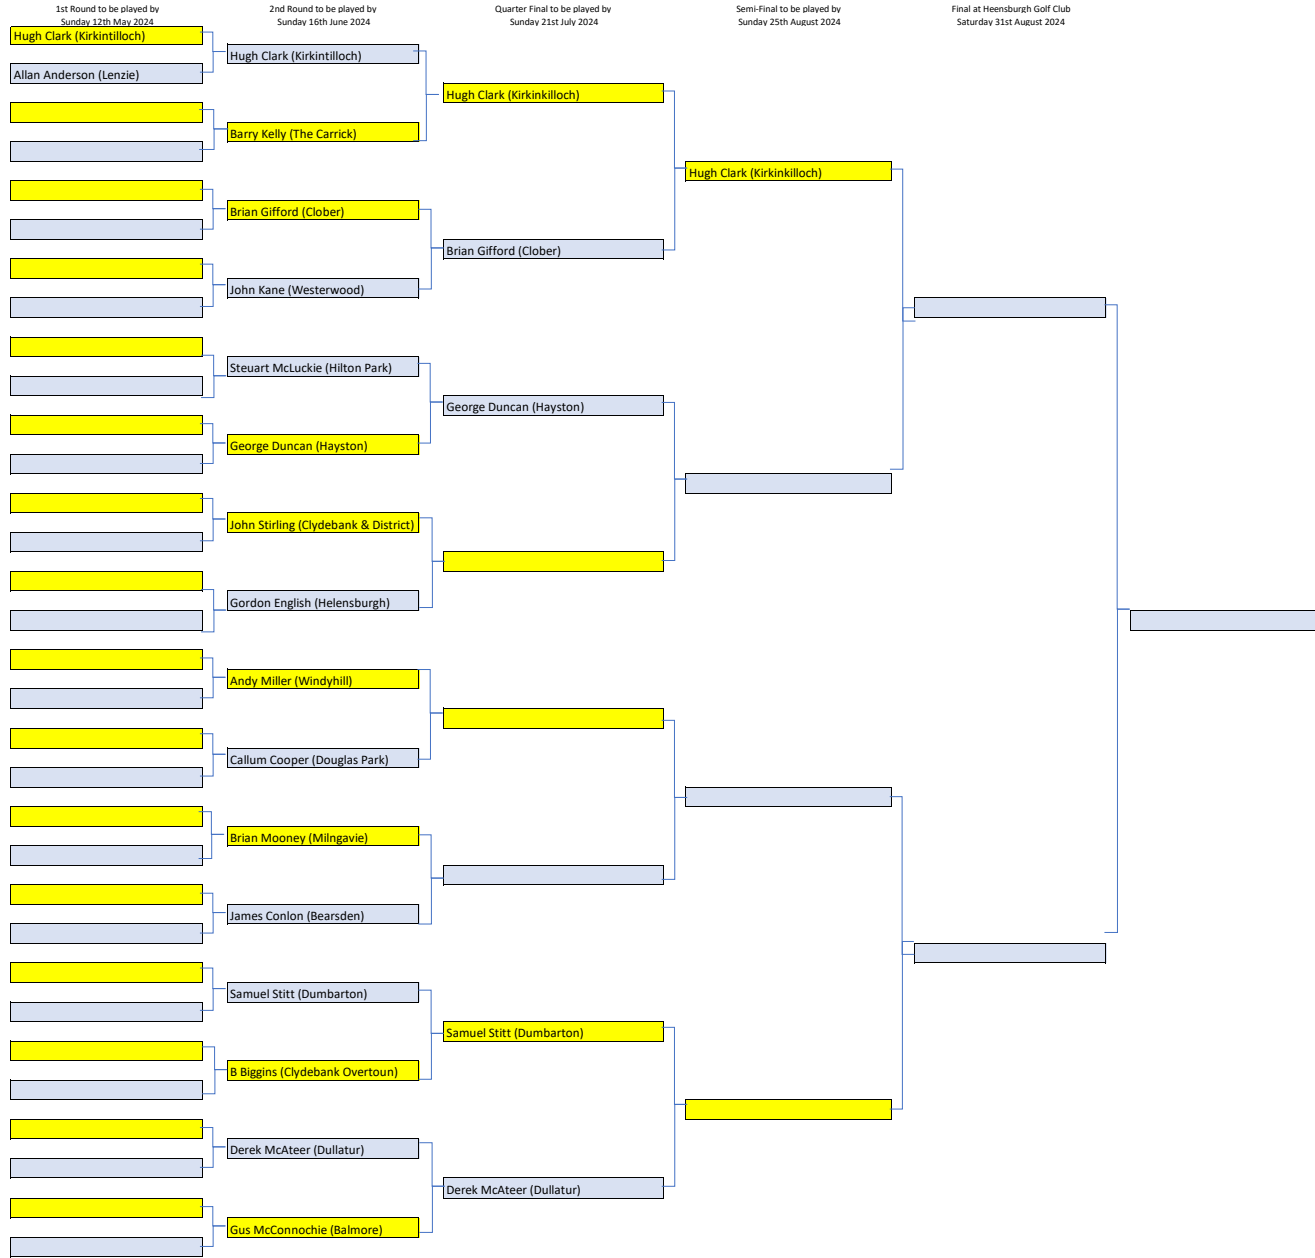 1st Round to be played by
Sunday 12th May 2024
2nd Round to be played by
Sunday 16th June 2024
Quarter Final to be played by
Sunday 21st July 2024
Semi-Final to be played by
Sunday 25th August 2024
Final at Heensburgh Golf Club
Saturday 31st August 2024
Hugh Clark (Kirkintilloch)
Allan Anderson (Lenzie)
Hugh Clark (Kirkintilloch)
Barry Kelly (The Carrick)
Brian Gifford (Clober)
John Kane (Westerwood)
Steuart McLuckie (Hilton Park)
George Duncan (Hayston)
John Stirling (Clydebank & District)
Gordon English (Helensburgh)
Andy Miller (Windyhill)
Callum Cooper (Douglas Park)
Brian Mooney (Milngavie)
James Conlon (Bearsden)
Samuel Stitt (Dumbarton)
B Biggins (Clydebank Overtoun)
Derek McAteer (Dullatur)
Gus McConnochie (Balmore)
Hugh Clark (Kirkinkilloch)
Brian Gifford (Clober)
George Duncan (Hayston)
Samuel Stitt (Dumbarton)
Derek McAteer (Dullatur)
Hugh Clark (Kirkinkilloch)